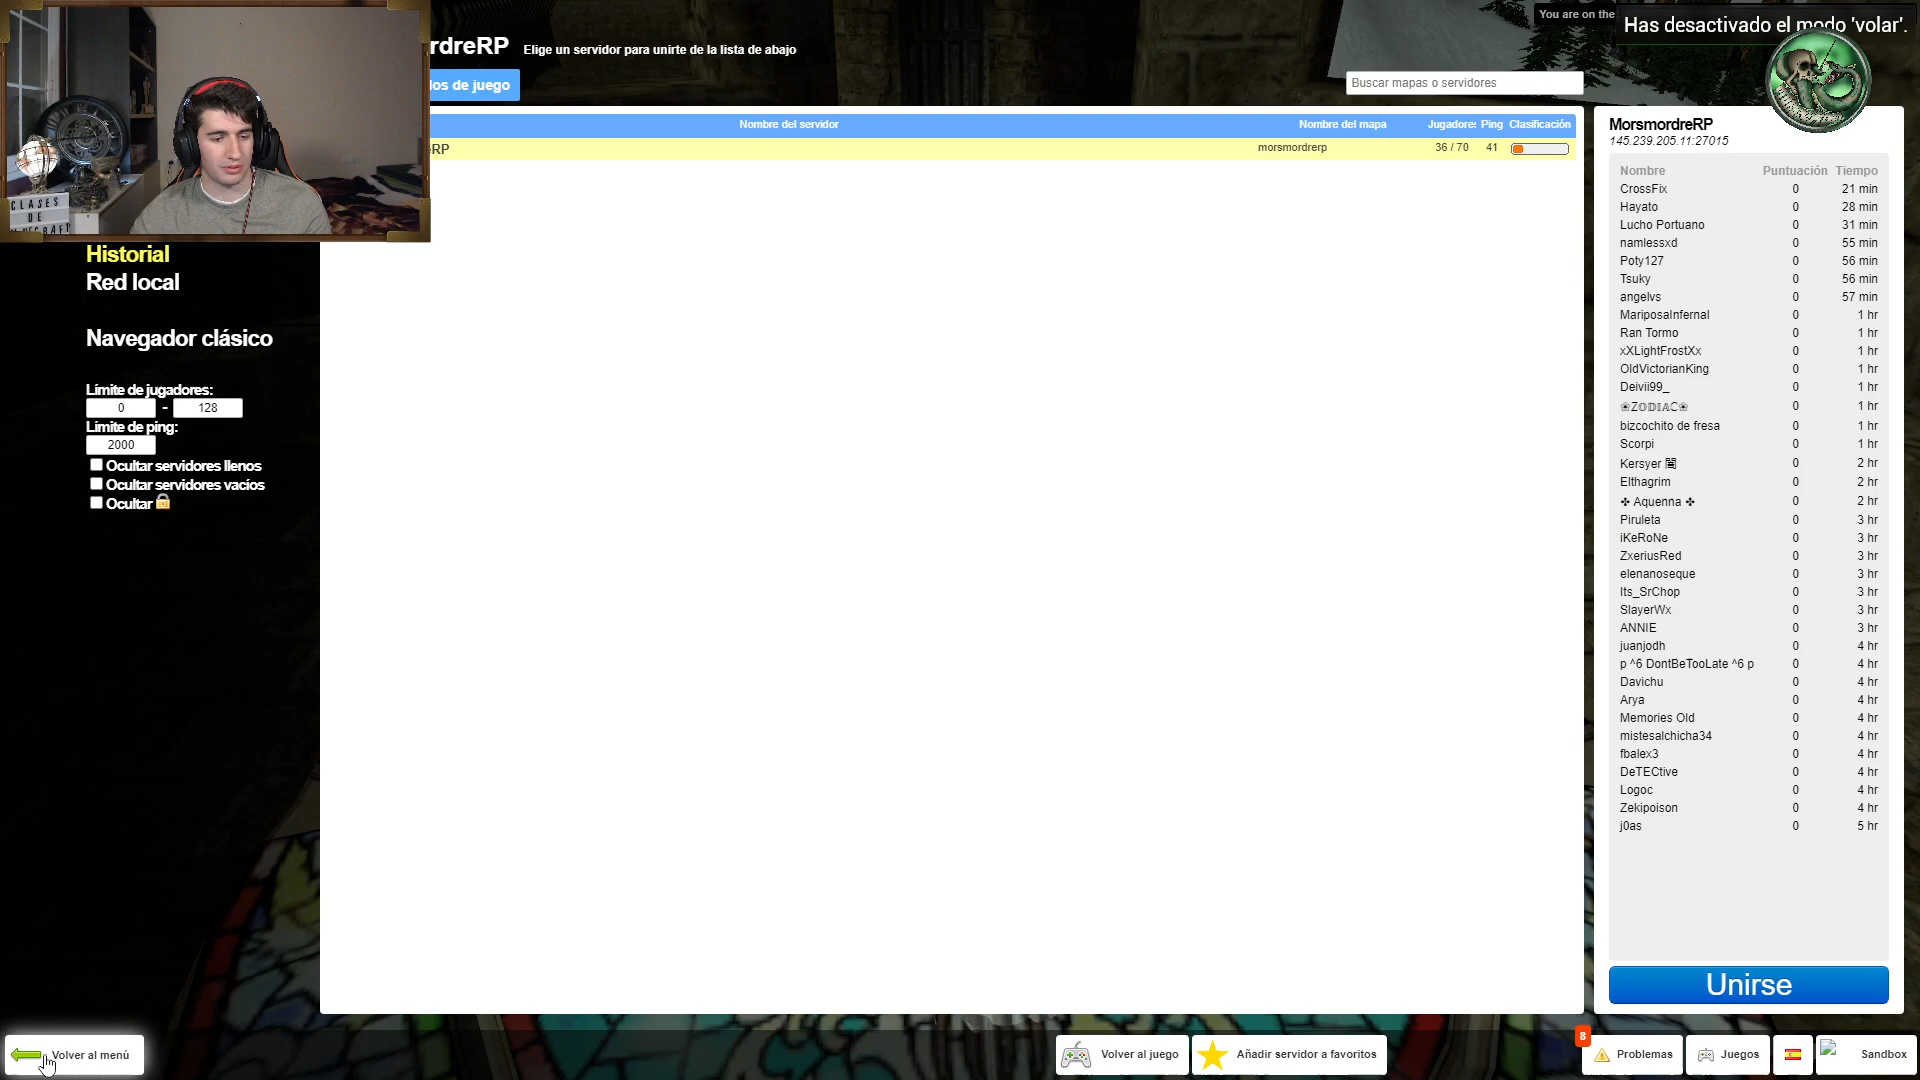 You are on the
Has desactivado el modo 'volar'.
rdreRP Elige un servidor para unirte de la lista de abajo
dos de juego
Buscar mapas o servidores
Nombre del servidor Nombre del mapa Jugadores Ping Clasificación
eRP morsmordrerp 36 / 70 41
CLASES
DE
MINECRAFT
Historial
Red local
Navegador clásico
Límite de jugadores:
0 - 128
Límite de ping:
2000
Ocultar servidores llenos
Ocultar servidores vacíos
Ocultar
MorsmordreRP
145.239.205.11:27015
Nombre Puntuación Tiempo
CrossFix 0 21 min
Hayato 0 28 min
Lucho Portuano 0 31 min
namlessxd 0 55 min
Poty127 0 56 min
Tsuky 0 56 min
angelvs 0 57 min
MariposaInfernal 0 1 hr
Ran Tormo 0 1 hr
xXLightFrostXx 0 1 hr
OldVictorianKing 0 1 hr
Deivii99_ 0 1 hr
❀ℤ𝕆𝔻𝕀𝔸ℂ❀ 0 1 hr
bizcochito de fresa 0 1 hr
Scorpi 0 1 hr
Kersyer 0 2 hr
Elthagrim 0 2 hr
✤ Aquenna ✤ 0 2 hr
Piruleta 0 3 hr
iKeRoNe 0 3 hr
ZxeriusRed 0 3 hr
elenanoseque 0 3 hr
Its_SrChop 0 3 hr
SlayerWx 0 3 hr
ANNIE 0 3 hr
juanjodh 0 4 hr
p ^6 DontBeTooLate ^6 p 0 4 hr
Davichu 0 4 hr
Arya 0 4 hr
Memories Old 0 4 hr
mistesalchicha34 0 4 hr
fbalex3 0 4 hr
DeTECtive 0 4 hr
Logoc 0 4 hr
Zekipoison 0 4 hr
j0as 0 5 hr
Unirse
Volver al menú
Volver al juego
Añadir servidor a favoritos
8
Problemas
Juegos
Sandbox